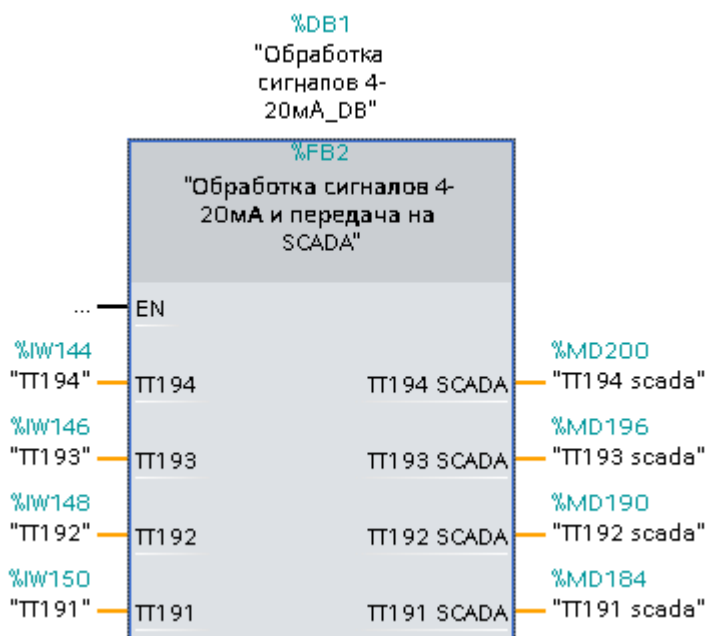 %DB1
"Обработка
сигналов 4-
20мА_DB"
%FB2
"Обработка сигналов 4-
20мА и передача на
SCADA"
... EN
%IW144 %MD200
"TT194" TT194 TT194 SCADA "TT194 scada"
%IW146 %MD196
"TT193" TT193 TT193 SCADA "TT193 scada"
%IW148 %MD190
"TT192" TT192 TT192 SCADA "TT192 scada"
%IW150 %MD184
"TT191" TT191 TT191 SCADA "TT191 scada"